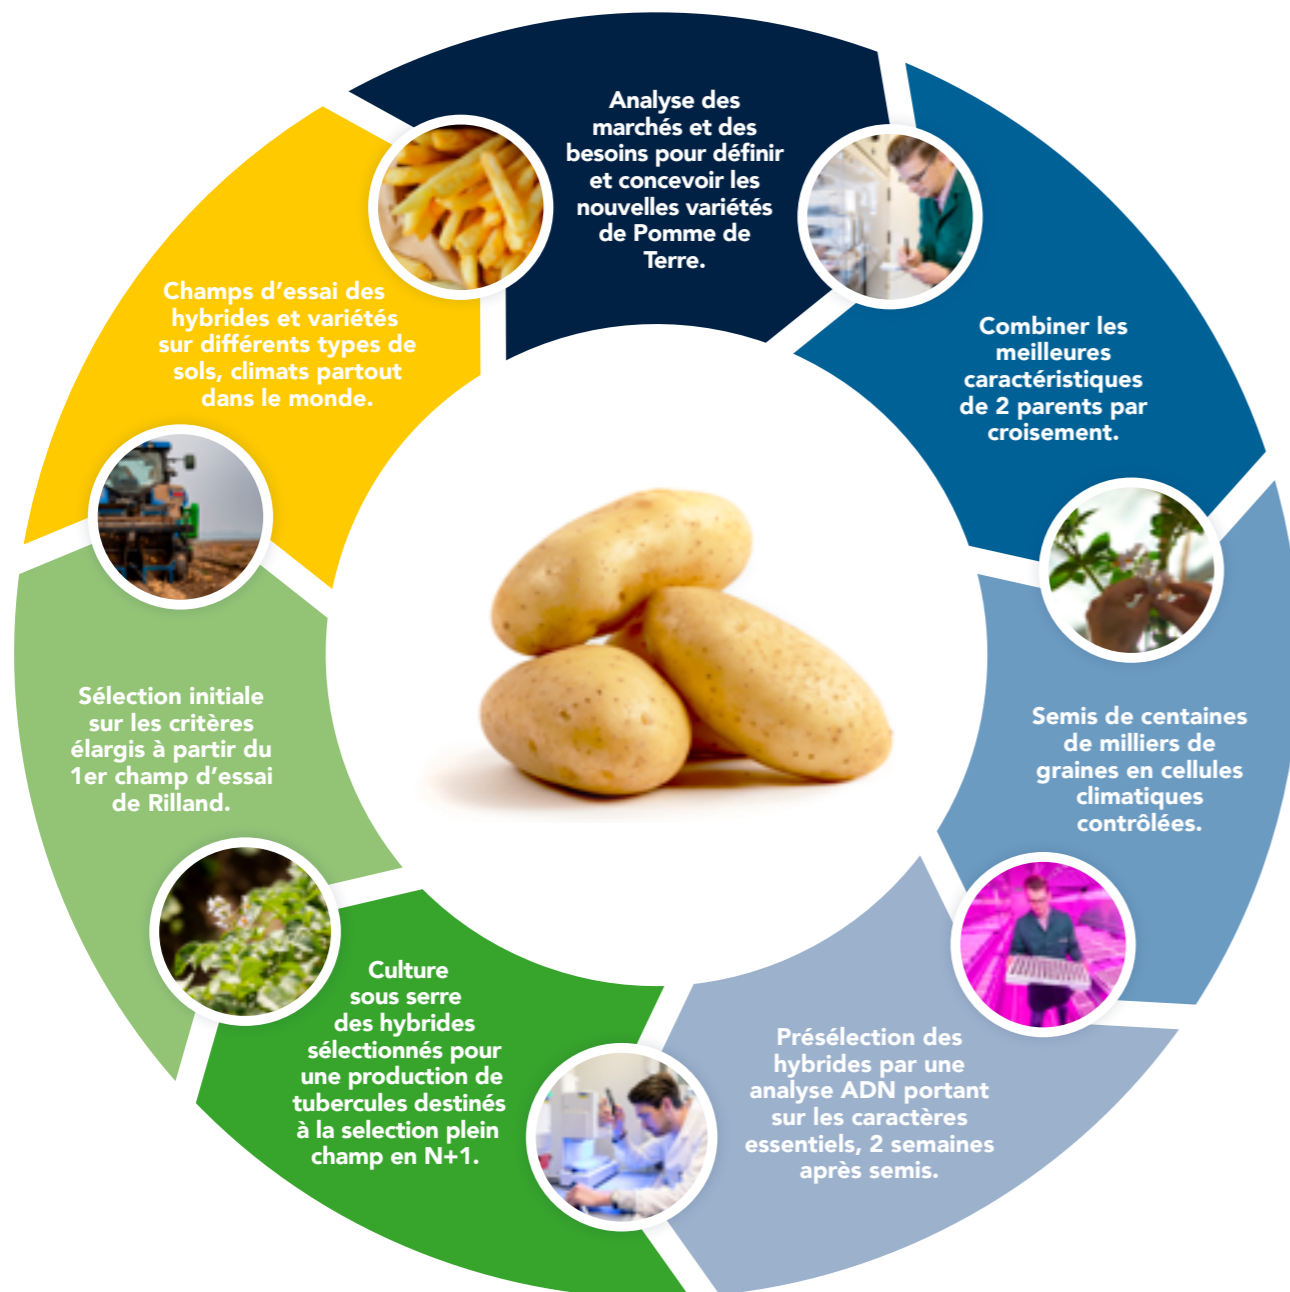 Analyse des
marchés et des
besoins pour définir
et concevoir les
nouvelles variétés
de Pomme de
Terre.
Combiner les
meilleures
caractéristiques
de 2 parents par
croisement.
Semis de centaines
de milliers de
graines en cellules
climatiques
contrôlées.
Présélection des
hybrides par une
analyse ADN portant
sur les caractères
essentiels, 2 semaines
après semis.
Culture
sous serre
des hybrides
sélectionnés pour
une production de
tubercules destinés
à la selection plein
champ en N+1.
Sélection initiale
sur les critères
élargis à partir du
1er champ d’essai
de Rilland.
Champs d’essai des
hybrides et variétés
sur différents types de
sols, climats partout
dans le monde.